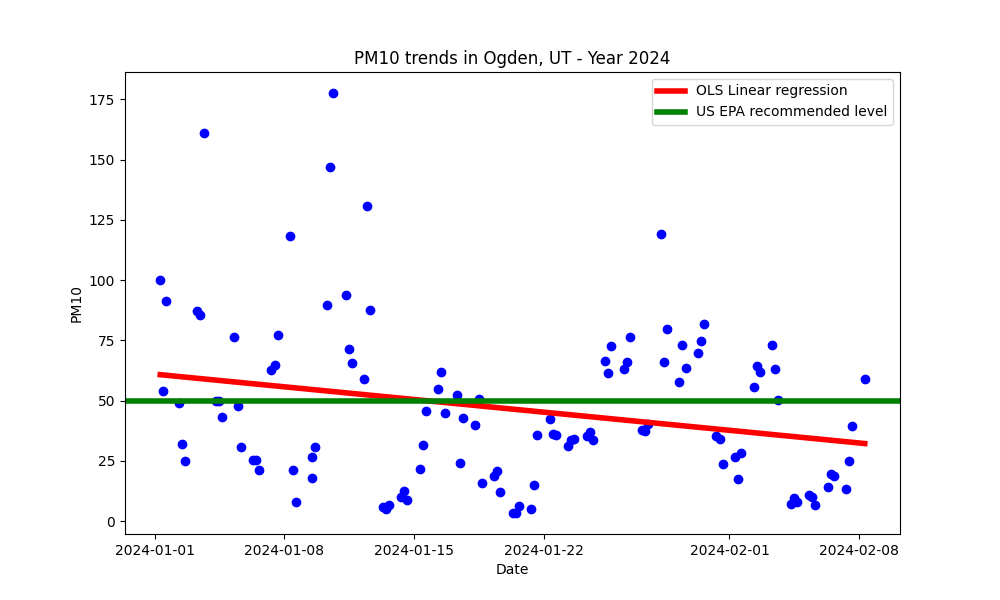 PM10 trends in Ogden, UT - Year 2024
OLS Linear regression
US EPA recommended level
175
150
125
100
75
50
25
0
PM10
2024-01-01
2024-01-08
2024-01-15
2024-01-22
2024-02-01
2024-02-08
Date